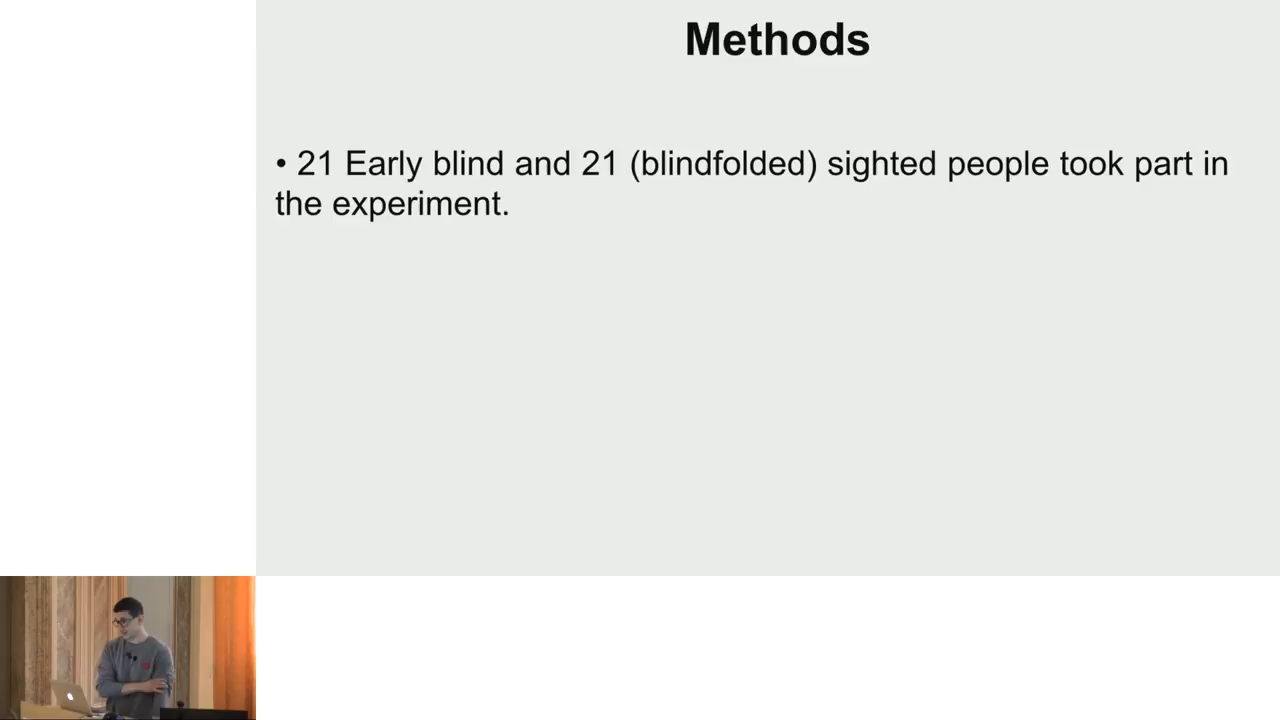 Methods
• 21 Early blind and 21 (blindfolded) sighted people took part in
the experiment.